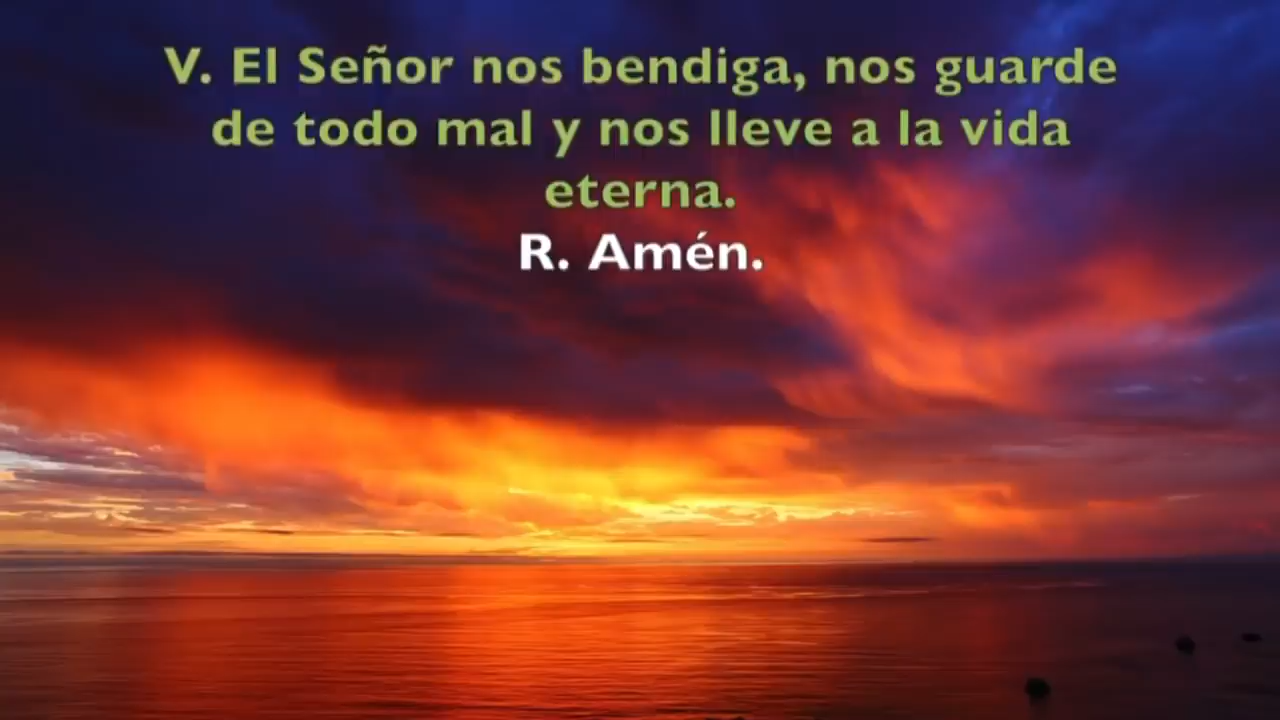 V. El Señor nos bendiga, nos guarde
de todo mal y nos lleve a la vida
eterna.
R. Amén.